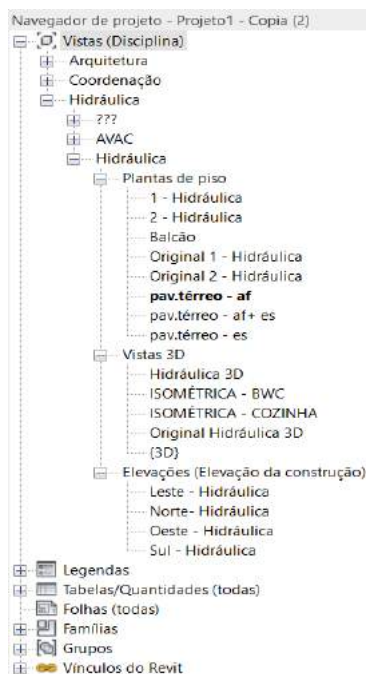 Navegador de projeto - Projeto1 - Copia (2)
Vistas (Disciplina)
Arquitetura
Coordenação
Hidráulica
???
AVAC
Hidráulica
Plantas de piso
1 - Hidráulica
2 - Hidráulica
Balcão
Original 1 - Hidráulica
Original 2 - Hidráulica
pav.térreo - af
pav.térreo - af+ es
pav.térreo - es
Vistas 3D
Hidráulica 3D
ISOMÉTRICA - BWC
ISOMÉTRICA - COZINHA
Original Hidráulica 3D
{3D}
Elevações (Elevação da construção)
Leste - Hidráulica
Norte- Hidráulica
Oeste - Hidráulica
Sul - Hidráulica
Legendas
Tabelas/Quantidades (todas)
Folhas (todas)
Famílias
Grupos
Vínculos do Revit